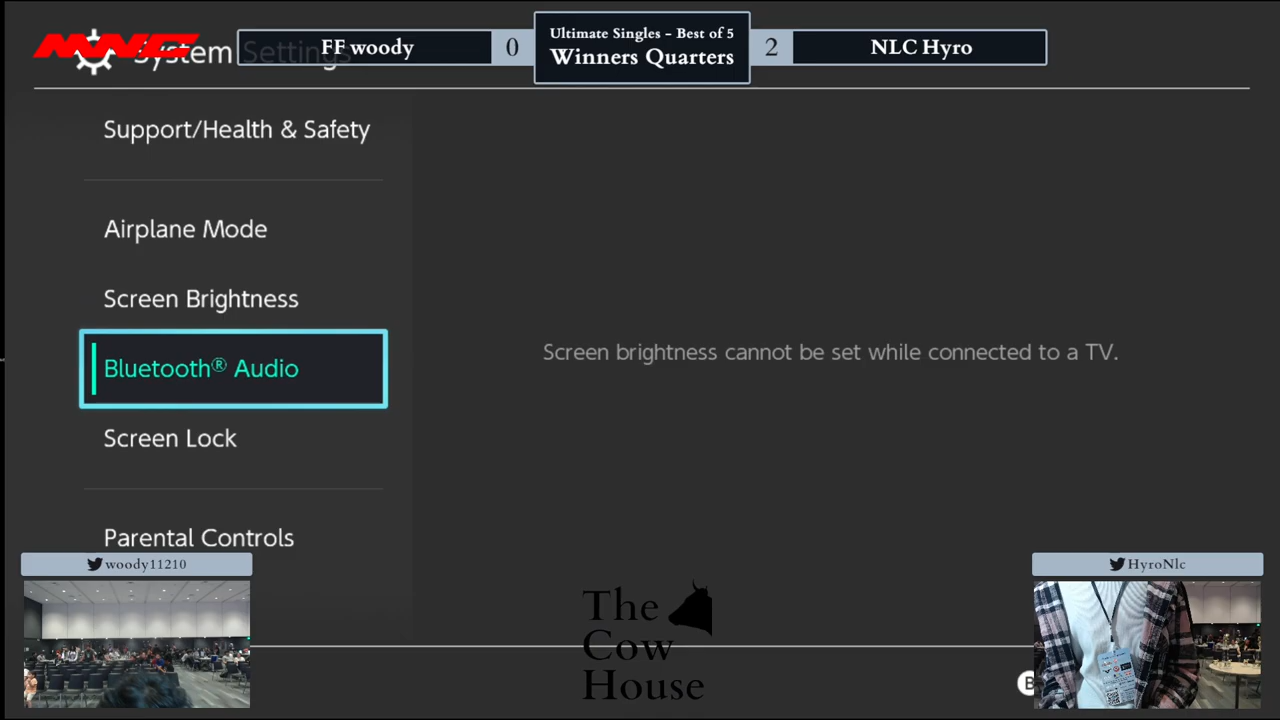 MVG
System Settings
FF woody
0
Ultimate Singles - Best of 5
Winners Quarters
2
NLC Hyro
Support/Health & Safety
Airplane Mode
Screen Brightness
Bluetooth® Audio
Screen Lock
Parental Controls
Screen brightness cannot be set while connected to a TV.
woody11210
HyroNlc
The
Cow
House
B